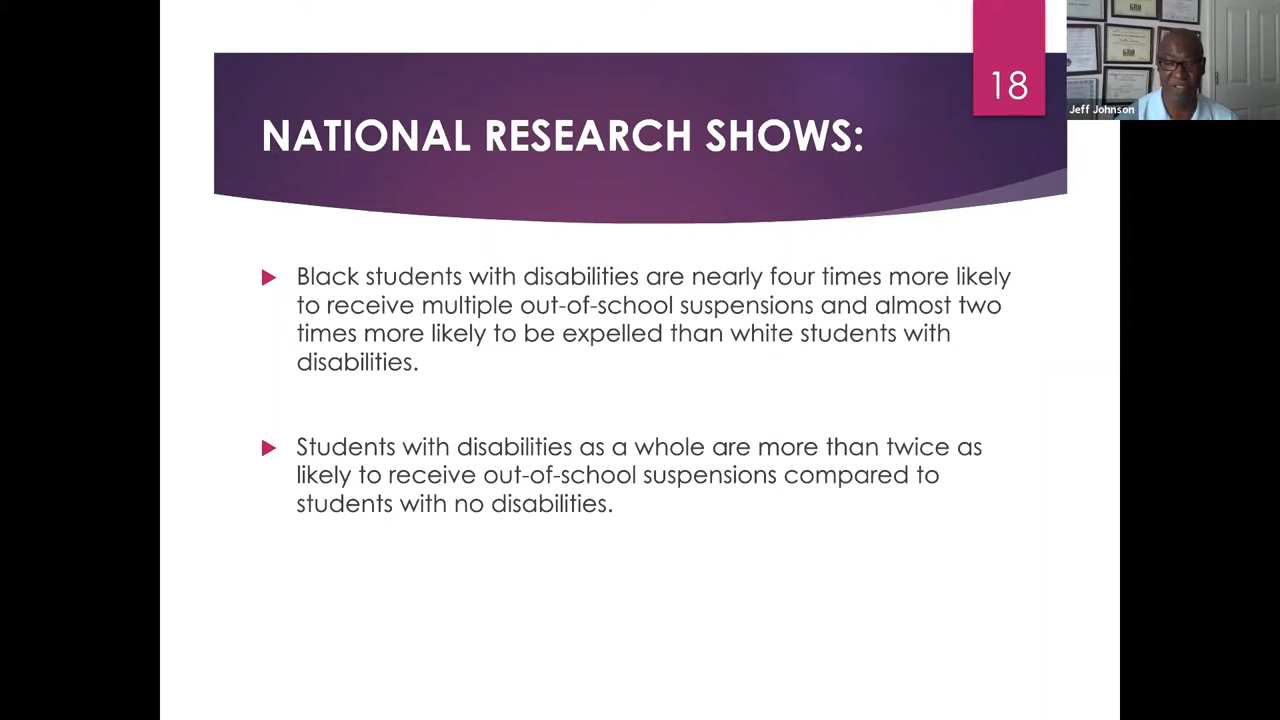 18
NATIONAL RESEARCH SHOWS:
Black students with disabilities are nearly four times more likely
to receive multiple out-of-school suspensions and almost two
times more likely to be expelled than white students with
disabilities.
Students with disabilities as a whole are more than twice as
likely to receive out-of-school suspensions compared to
students with no disabilities.
GRO
GRO
Jeff Johnson